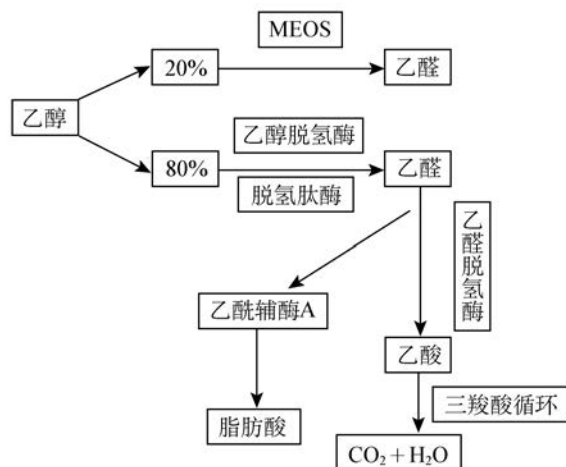 MEOS
20%
乙醛
乙醇
乙醇脱氢酶
80%
乙醛
脱氢肽酶
乙醛脱氢酶
乙酰辅酶A
乙酸
三羧酸循环
脂肪酸
CO₂+H₂O